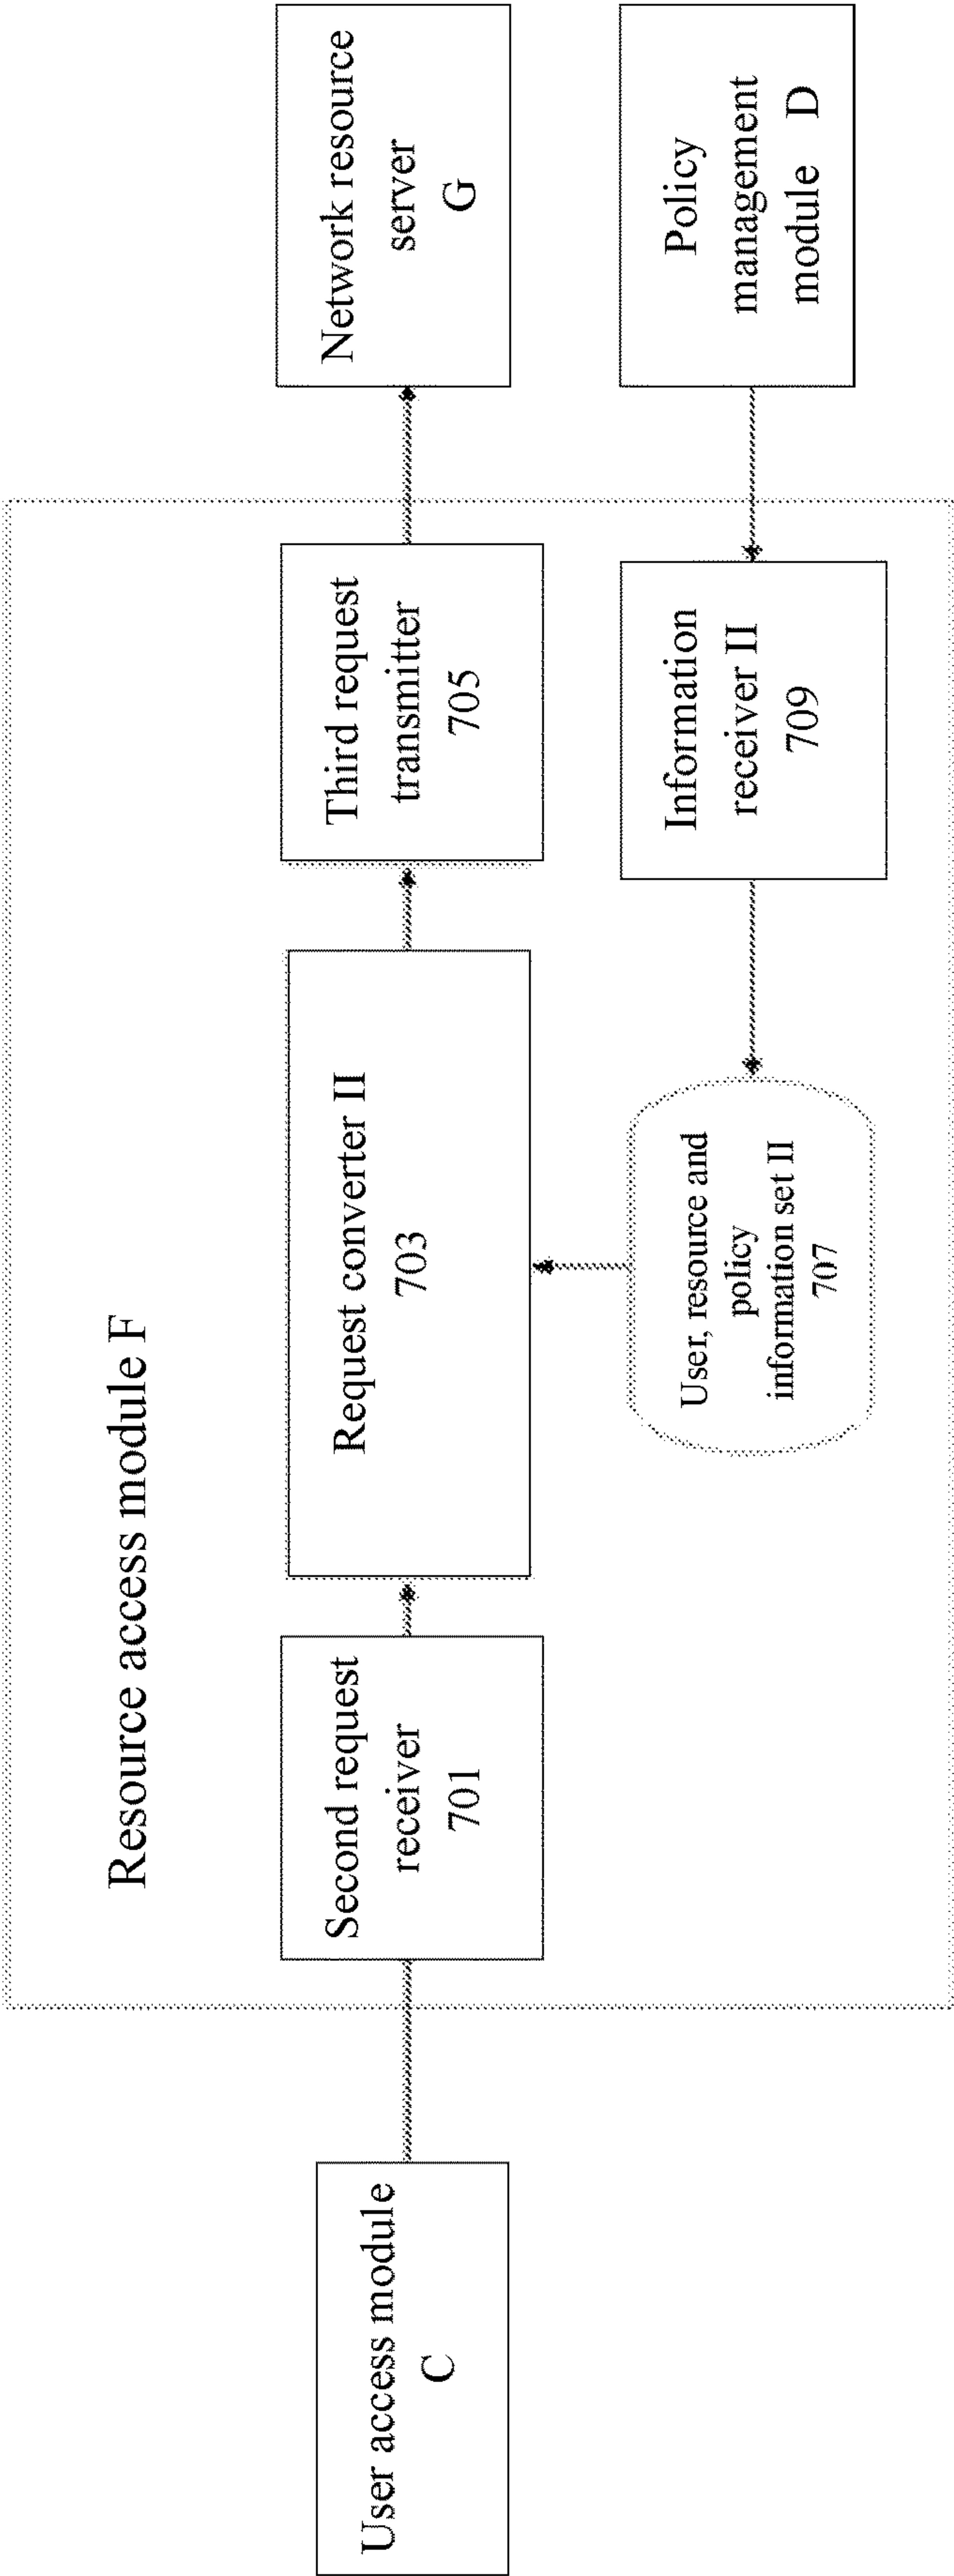 Resource access module F
User access module
C
Second request
receiver
701
Request converter II
703
Third request
transmitter
705
Network resource
server
G
User, resource and
policy
information set II
707
Information
receiver II
709
Policy
management
module D